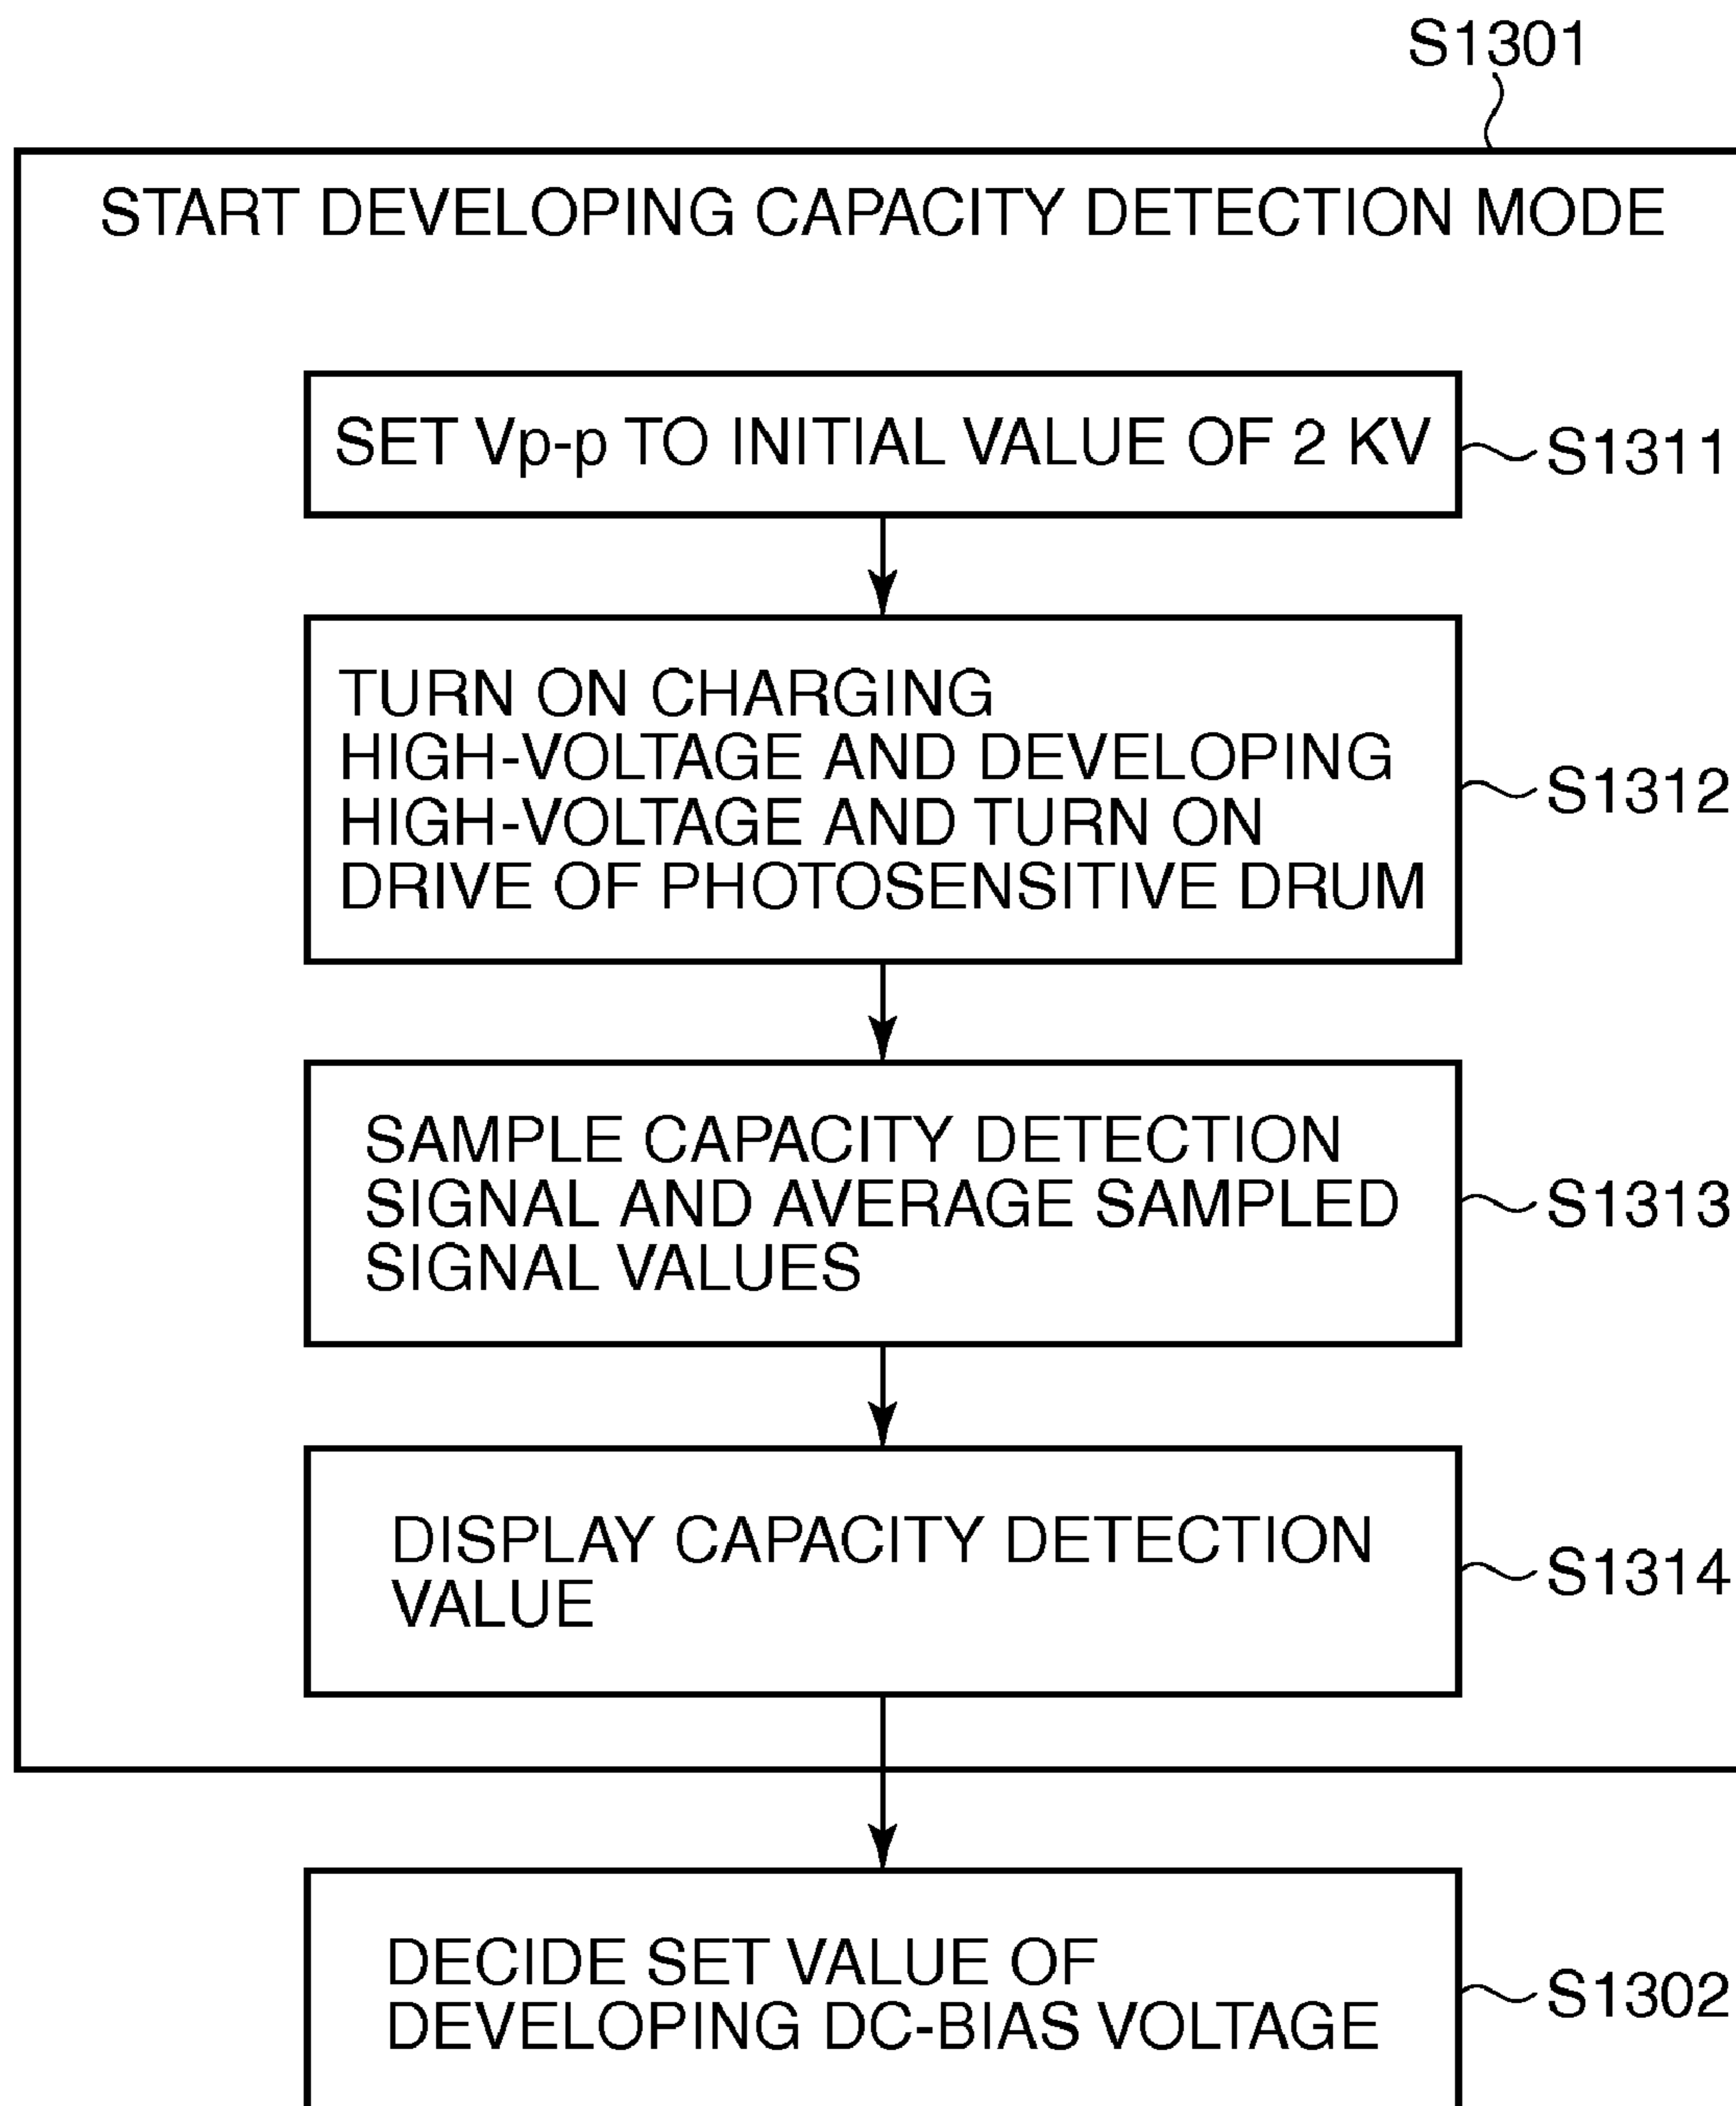 S1301
START DEVELOPING CAPACITY DETECTION MODE
SET Vp-p TO INITIAL VALUE OF 2 KV
S1311
TURN ON CHARGING
HIGH-VOLTAGE AND DEVELOPING
HIGH-VOLTAGE AND TURN ON
DRIVE OF PHOTOSENSITIVE DRUM
S1312
SAMPLE CAPACITY DETECTION
SIGNAL AND AVERAGE SAMPLED
SIGNAL VALUES
S1313
DISPLAY CAPACITY DETECTION
VALUE
S1314
DECIDE SET VALUE OF
DEVELOPING DC-BIAS VOLTAGE
S1302